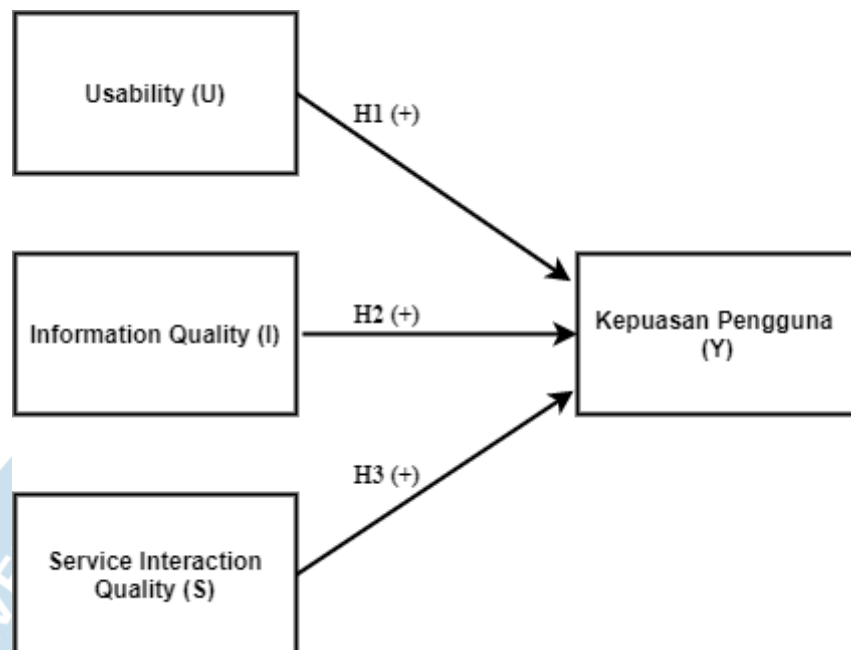 Usability (U)
H1 (+)
Information Quality (I)
H2 (+)
Kepuasan Pengguna
(Y)
H3 (+)
Service Interaction
Quality (S)